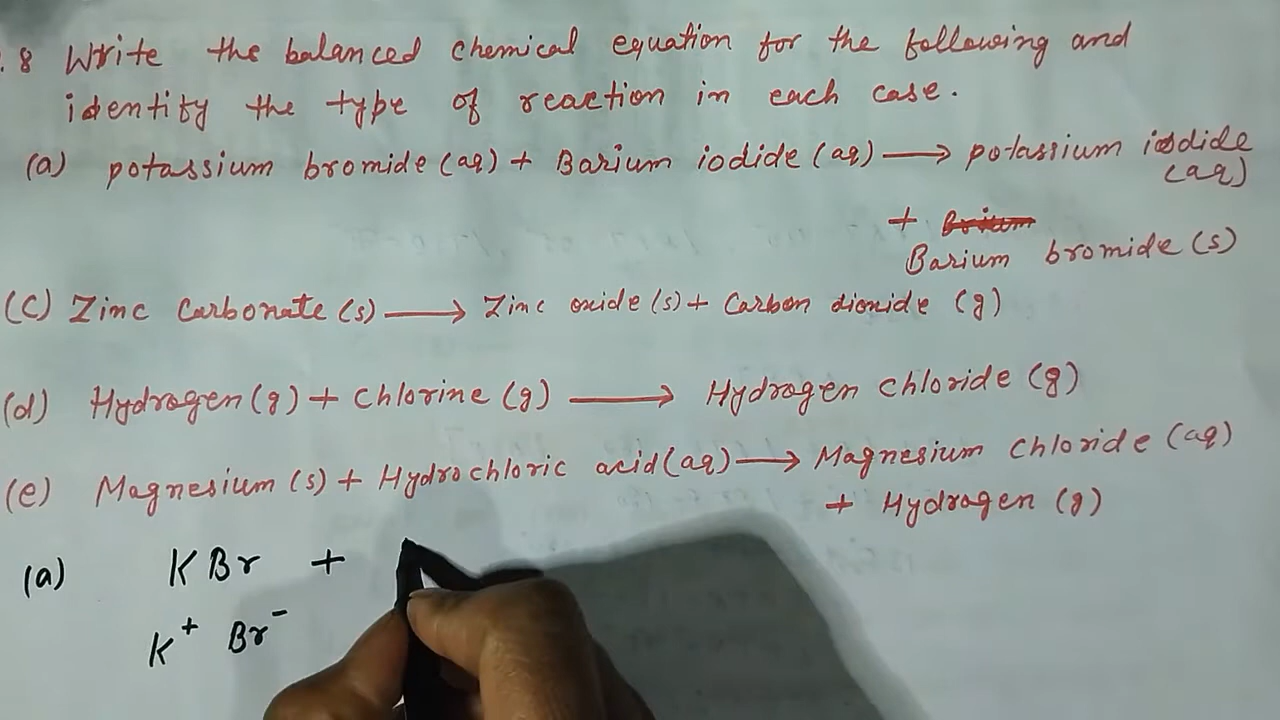 .8 Write the balanced chemical equation for the following and
identify the type of reaction in each case.
(a) potassium bromide (aq) + Barium iodide (aq) ⟶ potassium iodide
(aq)
+
Barium bromide (s)
(C) Zinc Carbonate (s) ⟶ Zinc oxide (s) + Carbon dioxide (g)
(d) Hydrogen (g) + Chlorine (g) ⟶ Hydrogen chloride (g)
(e) Magnesium (s) + Hydrochloric acid (aq) ⟶ Magnesium chloride (aq)
+ Hydrogen (g)
(a) KBr +
K⁺ Br⁻